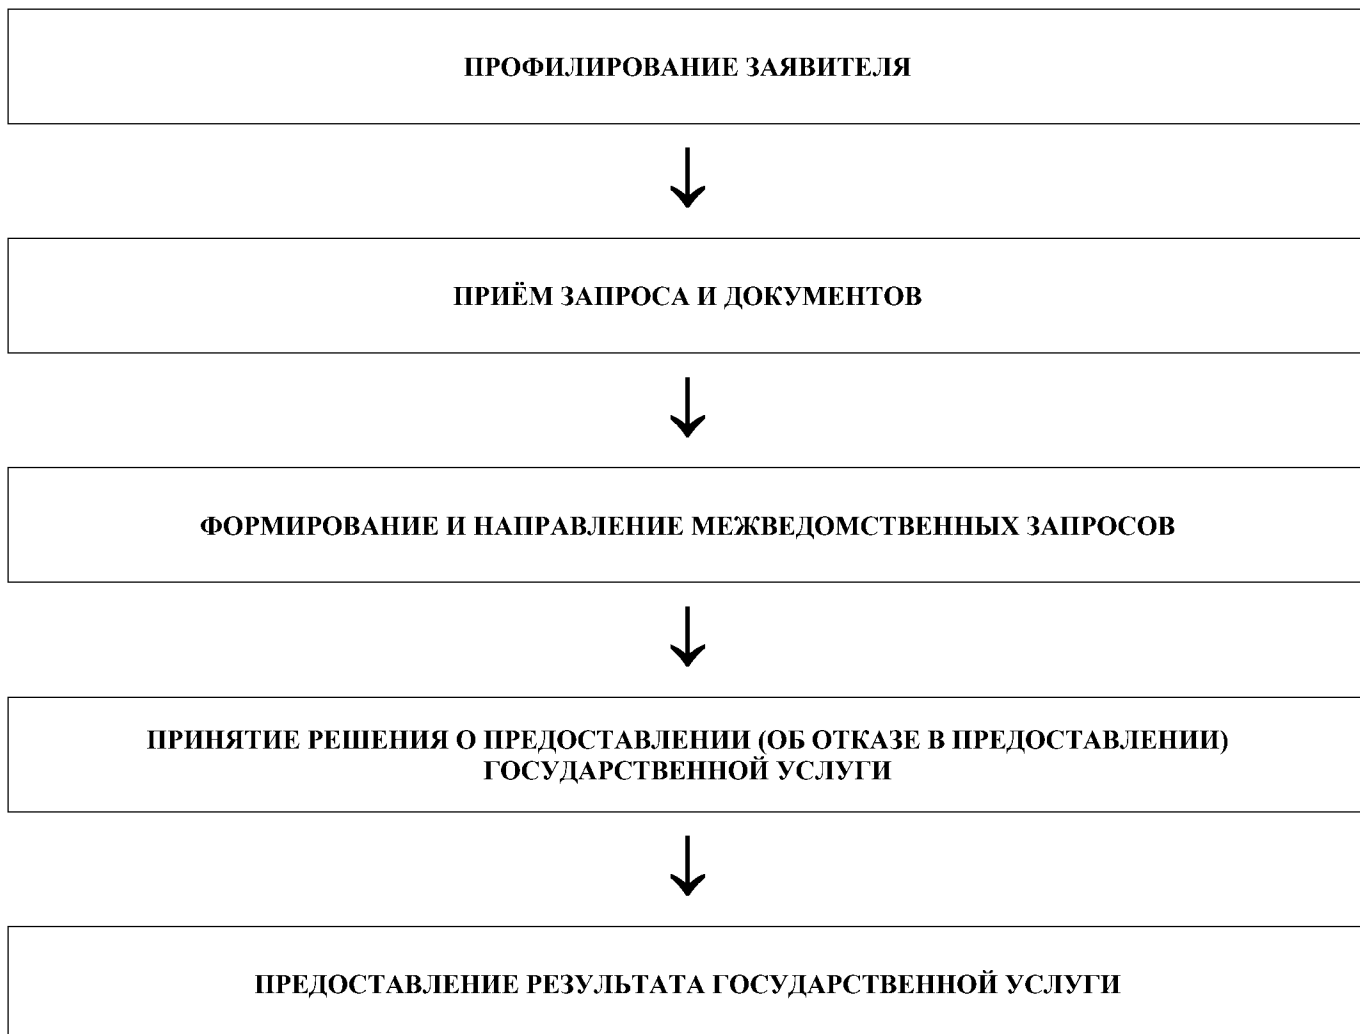 ПРОФИЛИРОВАНИЕ ЗАЯВИТЕЛЯ
ПРИЁМ ЗАПРОСА И ДОКУМЕНТОВ
ФОРМИРОВАНИЕ И НАПРАВЛЕНИЕ МЕЖВЕДОМСТВЕННЫХ ЗАПРОСОВ
ПРИНЯТИЕ РЕШЕНИЯ О ПРЕДОСТАВЛЕНИИ (ОБ ОТКАЗЕ В ПРЕДОСТАВЛЕНИИ)
ГОСУДАРСТВЕННОЙ УСЛУГИ
ПРЕДОСТАВЛЕНИЕ РЕЗУЛЬТАТА ГОСУДАРСТВЕННОЙ УСЛУГИ